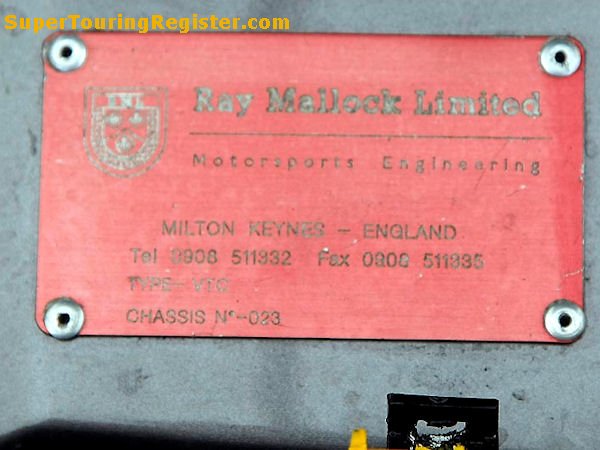 SuperTouringRegister.com
Ray Mallock Limited
Motorsports Engineering
MILTON KEYNES - ENGLAND
Tel 0908 511332 Fax 0908 511335
TYPE- VTC
CHASSIS Nº-023